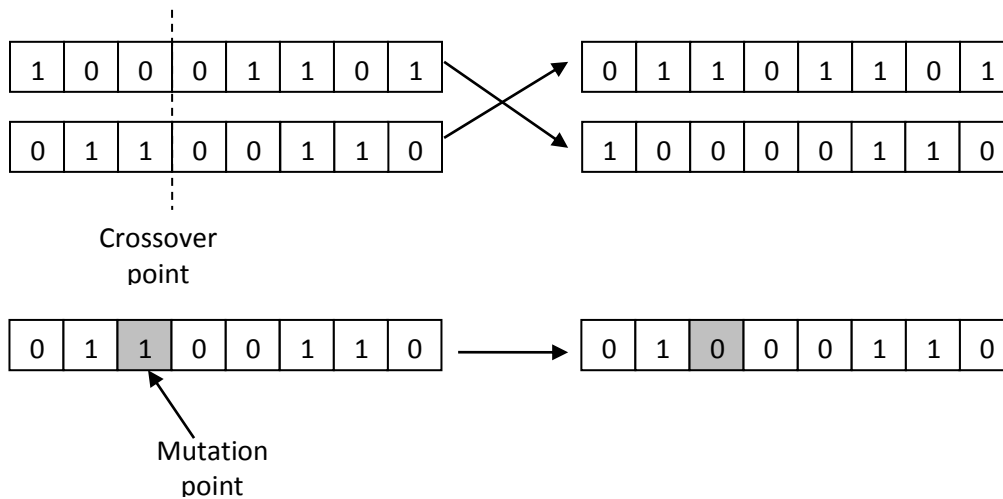 1 0 0 0 1 1 0 1
0 1 1 0 1 1 0 1
0 1 1 0 0 1 1 0
1 0 0 0 0 1 1 0
Crossover
point
0 1 1 0 0 1 1 0
0 1 0 0 0 1 1 0
Mutation
point